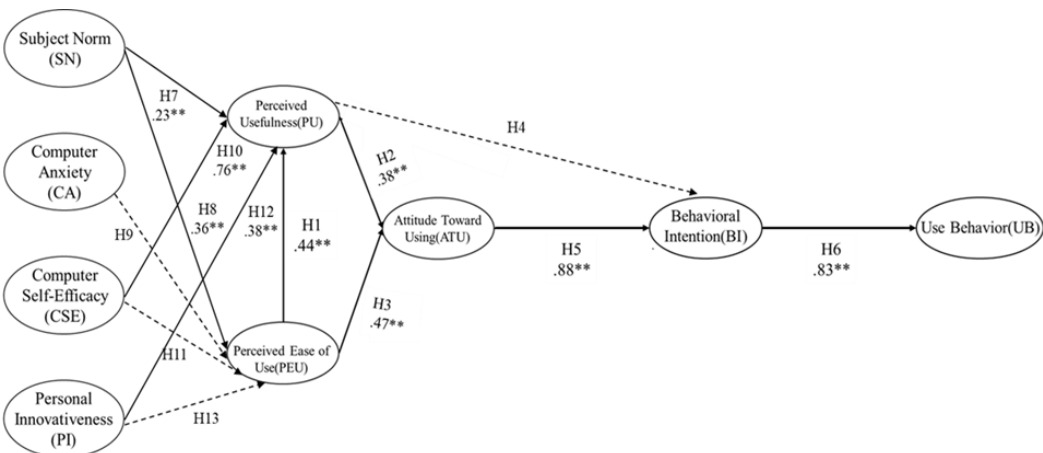 Subject Norm
(SN)
H7
.23**
Perceived
Usefulness(PU)
H4
Computer
Anxiety
(CA)
H10
.76**
H2
.38**
H8
.36**
H12
.38**
H1
.44**
H9
Attitude Toward
Using(ATU)
Behavioral
Intention(BI)
Use Behavior(UB)
H5
.88**
H6
.83**
Computer
Self-Efficacy
(CSE)
H3
.47**
H11
Perceived Ease of
Use(PEU)
Personal
Innovativeness
(PI)
H13